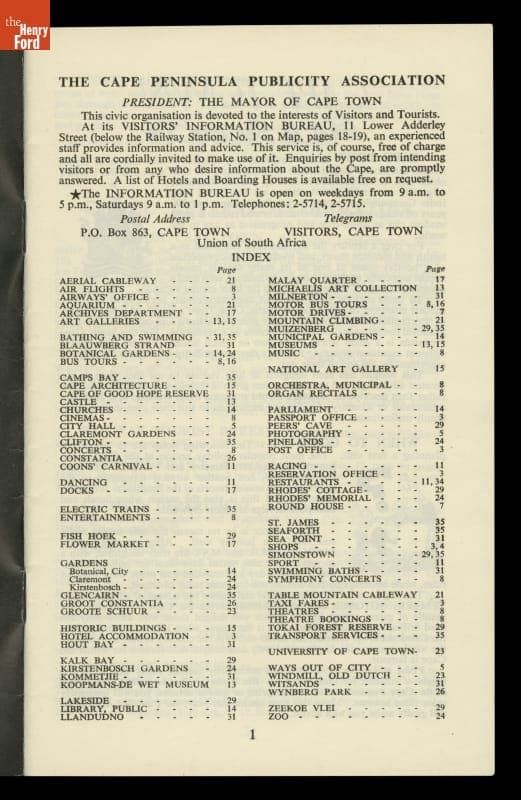 the
Henry
Ford
THE CAPE PENINSULA PUBLICITY ASSOCIATION
PRESIDENT: THE MAYOR OF CAPE TOWN
This civic organisation is devoted to the interests of Visitors and Tourists.
At its VISITORS' INFORMATION BUREAU, 11 Lower Adderley
Street (below the Railway Station, No. 1 on Map, pages 18-19), an experienced
staff provides information and advice. This service is, of course, free of charge
and all are cordially invited to make use of it. Enquiries by post from intending
visitors or from any who desire information about the Cape, are promptly
answered. A list of Hotels and Boarding Houses is available free on request.
★The INFORMATION BUREAU is open on weekdays from 9 a.m. to
5 p.m., Saturdays 9 a.m. to 1 p.m. Telephones: 2-5714, 2-5715.
Postal Address
P.O. Box 863, CAPE TOWN
Telegrams
VISITORS, CAPE TOWN
Union of South Africa
INDEX
Page
AERIAL CABLEWAY - - - 21
AIR FLIGHTS - - - - 8
AIRWAYS' OFFICE - - - 3
AQUARIUM - - - - 21
ARCHIVES DEPARTMENT - - 17
ART GALLERIES - - - 13, 15
BATHING AND SWIMMING - 31, 35
BLAAUWBERG STRAND - - 31
BOTANICAL GARDENS - - - 14, 24
BUS TOURS - - - - 8, 16
CAMPS BAY - - - - - 35
CAPE ARCHITECTURE - - - 15
CAPE OF GOOD HOPE RESERVE 31
CASTLE - - - - - 13
CHURCHES - - - - - 14
CINEMAS - - - - - 8
CITY HALL - - - - - 5
CLAREMONT GARDENS - - 24
CLIFTON - - - - - 35
CONCERTS - - - - - 8
CONSTANTIA - - - - 26
COONS' CARNIVAL - - - - 11
DANCING - - - - - 11
DOCKS - - - - - 17
ELECTRIC TRAINS - - - - 35
ENTERTAINMENTS - - - - 8
FISH HOEK - - - - - 29
FLOWER MARKET - - - - 17
GARDENS
Botanical, City - - - - 14
Claremont - - - - 24
Kirstenbosch - - - - 24
GLENCAIRN - - - - - 35
GROOT CONSTANTIA - - - 26
GROOTE SCHUUR - - - - 23
HISTORIC BUILDINGS - - - 15
HOTEL ACCOMMODATION - - 3
HOUT BAY - - - - - 31
KALK BAY - - - - - 29
KIRSTENBOSCH GARDENS - - 24
KOMMETJIE - - - - - 31
KOOPMANS-DE WET MUSEUM 13
LAKESIDE - - - - - 29
LIBRARY, PUBLIC - - - - 14
LLANDUDNO - - - - 31
Page
MALAY QUARTER - - - - 17
MICHAELIS ART COLLECTION 13
MILNERTON - - - - - 31
MOTOR BUS TOURS - - - 8, 16
MOTOR DRIVES - - - - - 7
MOUNTAIN CLIMBING - - - 21
MUIZENBERG - - - - 29, 35
MUNICIPAL GARDENS - - - 14
MUSEUMS - - - - 13, 15
MUSIC - - - - - - 8
NATIONAL ART GALLERY - 15
ORCHESTRA, MUNICIPAL - - 8
ORGAN RECITALS - - - - 8
PARLIAMENT - - - - - 14
PASSPORT OFFICE - - - - 3
PEERS' CAVE - - - - - 29
PHOTOGRAPHY - - - - - 5
PINELANDS - - - - - 24
POST OFFICE - - - - - 3
RACING - - - - - - 11
RESERVATION OFFICE - - - 3
RESTAURANTS - - - - 11, 34
RHODES' COTTAGE - - - - 29
RHODES' MEMORIAL - - - 24
ROUND HOUSE - - - - - 7
ST. JAMES - - - - - 35
SEAFORTH - - - - - 35
SEA POINT - - - - - 31
SHOPS - - - - - - 3, 4
SIMONSTOWN - - - - 29, 35
SPORT - - - - - - 11
SWIMMING BATHS - - - - 31
SYMPHONY CONCERTS - - 8
TABLE MOUNTAIN CABLEWAY 21
TAXI FARES - - - - - 3
THEATRES - - - - - 8
THEATRE BOOKINGS - - - 8
TOKAI FOREST RESERVE - - 29
TRANSPORT SERVICES - - - 35
UNIVERSITY OF CAPE TOWN- 23
WAYS OUT OF CITY - - - - 5
WINDMILL, OLD DUTCH - - 23
WITSANDS - - - - - 31
WYNBERG PARK - - - - 26
ZEEKOE VLEI - - - - - 29
ZOO - - - - - - - 24
1